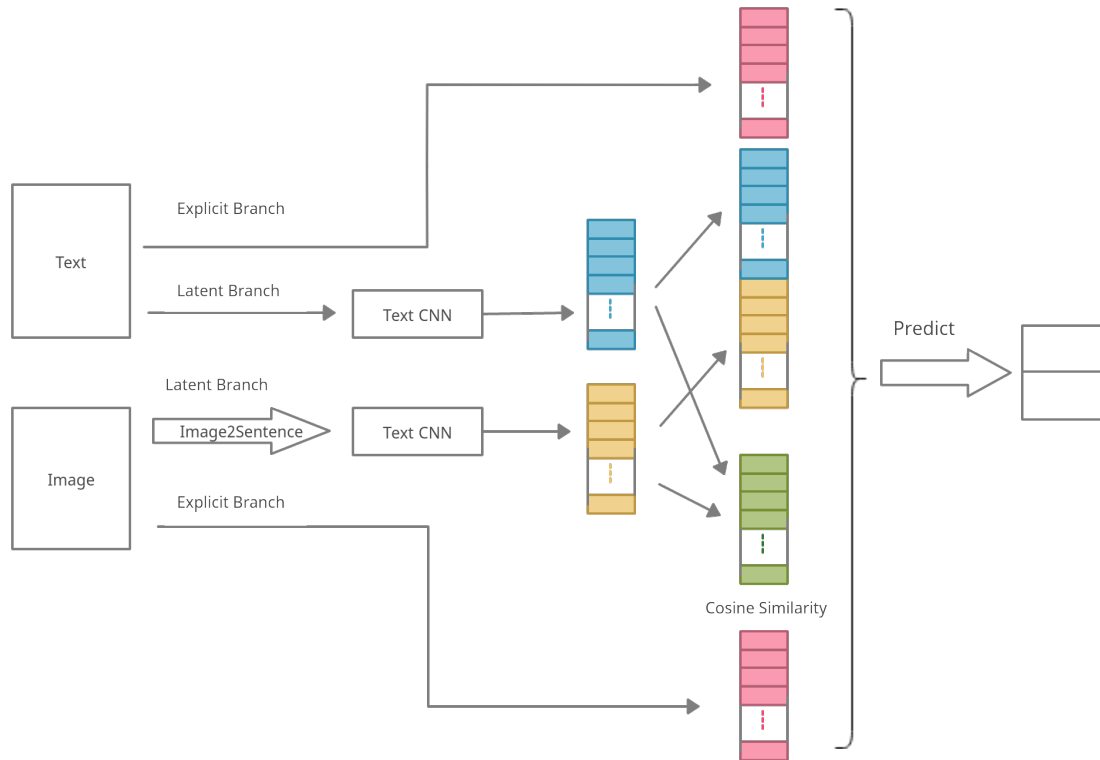 Explicit Branch
Text
Latent Branch
Text CNN
Predict
Latent Branch
Image2Sentence
Text CNN
Image
Explicit Branch
Cosine Similarity